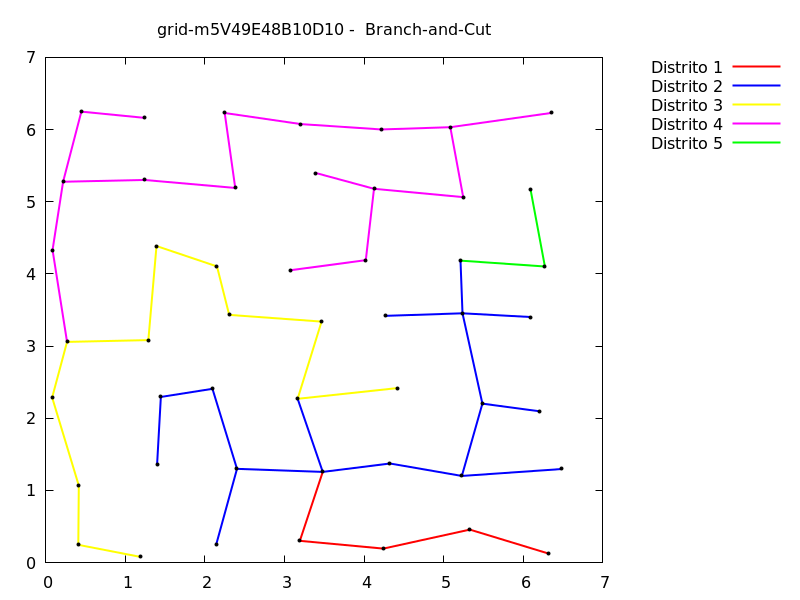 grid-m5V49E48B10D10 -  Branch-and-Cut
Distrito 1
Distrito 2
Distrito 3
Distrito 4
Distrito 5
7
6
5
4
3
2
1
0
0 1 2 3 4 5 6 7